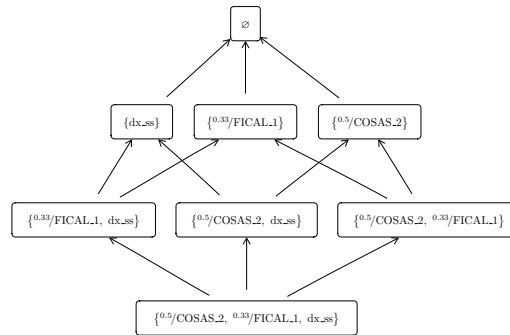 ∅
{dx_ss}
{^{0.33}/FICAL_1}
{^{0.5}/COSAS_2}
{^{0.33}/FICAL_1, dx_ss}
{^{0.5}/COSAS_2, dx_ss}
{^{0.5}/COSAS_2, ^{0.33}/FICAL_1}
{^{0.5}/COSAS_2, ^{0.33}/FICAL_1, dx_ss}